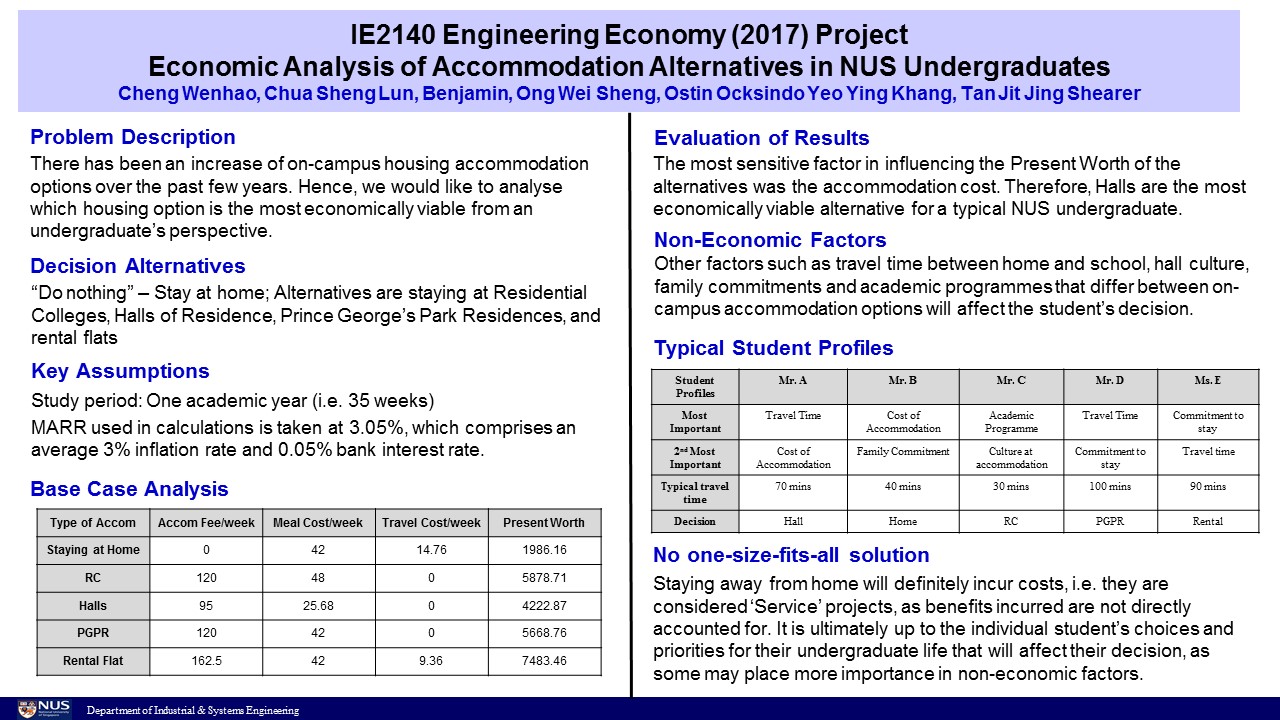 IE2140 Engineering Economy (2017) Project
Economic Analysis of Accommodation Alternatives in NUS Undergraduates
Cheng Wenhao, Chua Sheng Lun, Benjamin, Ong Wei Sheng, Ostin Ocksindo Yeo Ying Khang, Tan Jit Jing Shearer
Problem Description
There has been an increase of on-campus housing accommodation
options over the past few years. Hence, we would like to analyse
which housing option is the most economically viable from an
undergraduate’s perspective.
Decision Alternatives
“Do nothing” – Stay at home; Alternatives are staying at Residential
Colleges, Halls of Residence, Prince George’s Park Residences, and
rental flats
Key Assumptions
Study period: One academic year (i.e. 35 weeks)
MARR used in calculations is taken at 3.05%, which comprises an
average 3% inflation rate and 0.05% bank interest rate.
Base Case Analysis
Type of Accom Accom Fee/week Meal Cost/week Travel Cost/week Present Worth
Staying at Home 0 42 14.76 1986.16
RC 120 48 0 5878.71
Halls 95 25.68 0 4222.87
PGPR 120 42 0 5668.76
Rental Flat 162.5 42 9.36 7483.46
Evaluation of Results
The most sensitive factor in influencing the Present Worth of the
alternatives was the accommodation cost. Therefore, Halls are the most
economically viable alternative for a typical NUS undergraduate.
Non-Economic Factors
Other factors such as travel time between home and school, hall culture,
family commitments and academic programmes that differ between on-
campus accommodation options will affect the student’s decision.
Typical Student Profiles
Student Profiles Mr. A Mr. B Mr. C Mr. D Ms. E
Most Important Travel Time Cost of Accommodation Academic Programme Travel Time Commitment to stay
2nd Most Important Cost of Accommodation Family Commitment Culture at accommodation Commitment to stay Travel time
Typical travel time 70 mins 40 mins 30 mins 100 mins 90 mins
Decision Hall Home RC PGPR Rental
No one-size-fits-all solution
Staying away from home will definitely incur costs, i.e. they are
considered ‘Service’ projects, as benefits incurred are not directly
accounted for. It is ultimately up to the individual student’s choices and
priorities for their undergraduate life that will affect their decision, as
some may place more importance in non-economic factors.
NUS
National University
of Singapore
Department of Industrial & Systems Engineering